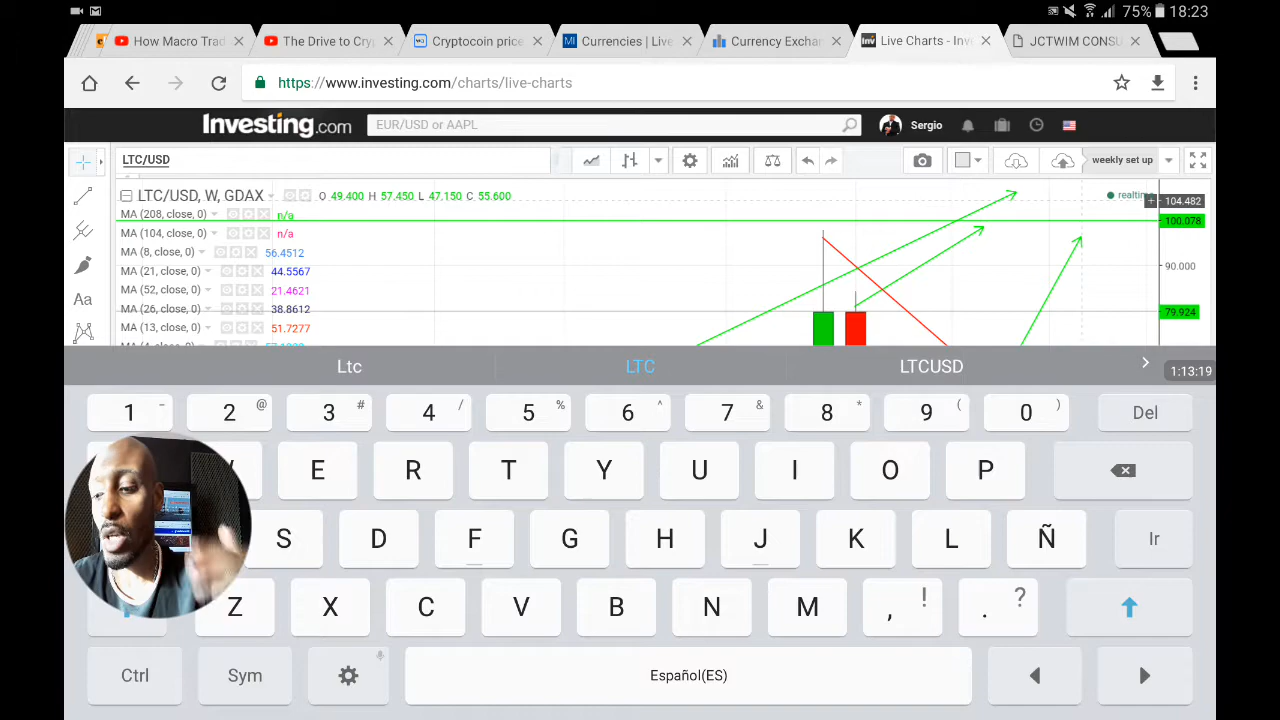 75% 18:23
How Macro Trad × The Drive to Cry × Cryptocoin price × Currencies | Live × Currency Exchan × Live Charts - Inve × JCTWIM CONSU ×
https://www.investing.com/charts/live-charts
Investing.com EUR/USD or AAPL Sergio
LTC/USD weekly set up
LTC/USD, W, GDAX O 49.400 H 57.450 L 47.150 C 55.600 realtime
104.482
MA (208, close, 0) n/a
100.078
MA (104, close, 0) n/a
MA (8, close, 0) 56.4512
90.000
MA (21, close, 0) 44.5567
MA (52, close, 0) 21.4621
MA (26, close, 0) 38.8612
79.924
MA (13, close, 0) 51.7277
Ltc LTC LTCUSD
1:13:19
1 - 2 @ 3 # 4 / 5 % 6 ^ 7 & 8 * 9 ( 0 ) Del
E R T Y U I O P
S D F G H J K L Ñ Ir
Z X C V B N M , ! . ?
Ctrl Sym Español(ES)